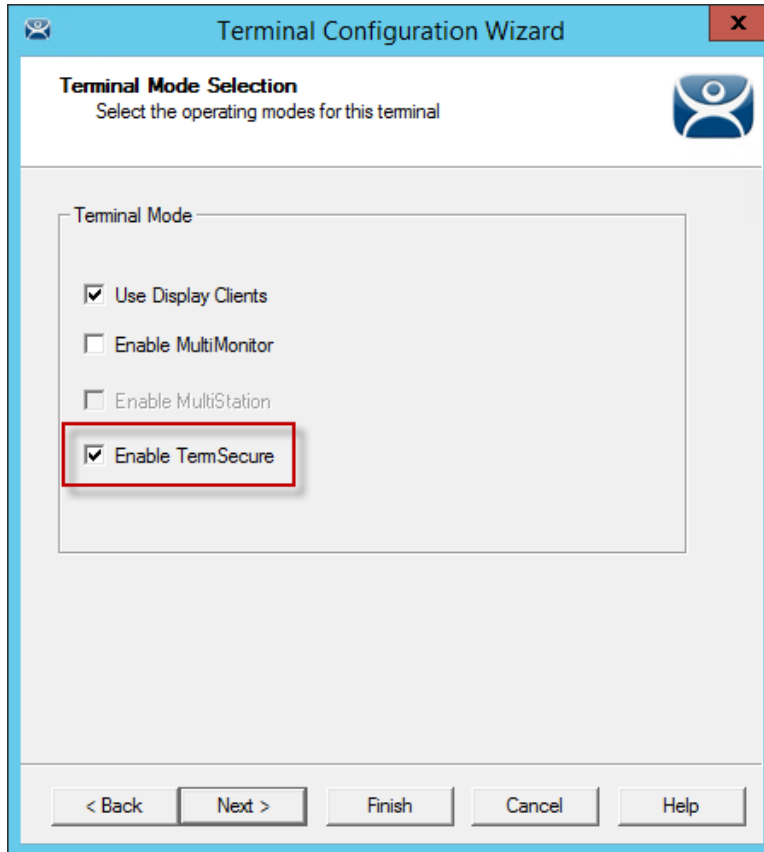 Terminal Configuration Wizard
x
Terminal Mode Selection
Select the operating modes for this terminal
Terminal Mode
Use Display Clients
Enable MultiMonitor
Enable MultiStation
Enable TermSecure
< Back Next > Finish Cancel Help